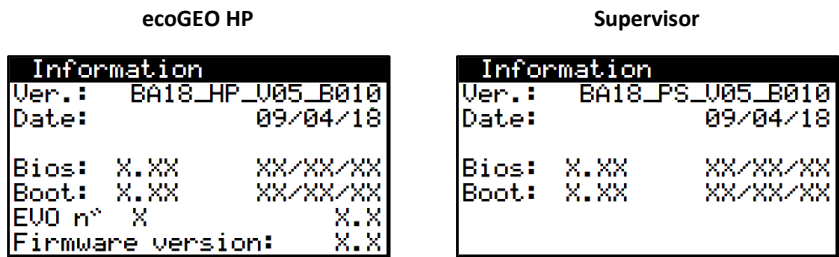 ecoGEO HP
Information
Ver.: BA18_HP_V05_B010
Date: 09/04/18
Bios: X.XX XX/XX/XX
Boot: X.XX XX/XX/XX
EVO n° X X.X
Firmware version: X.X
Supervisor
Information
Ver.: BA18_PS_V05_B010
Date: 09/04/18
Bios: X.XX XX/XX/XX
Boot: X.XX XX/XX/XX